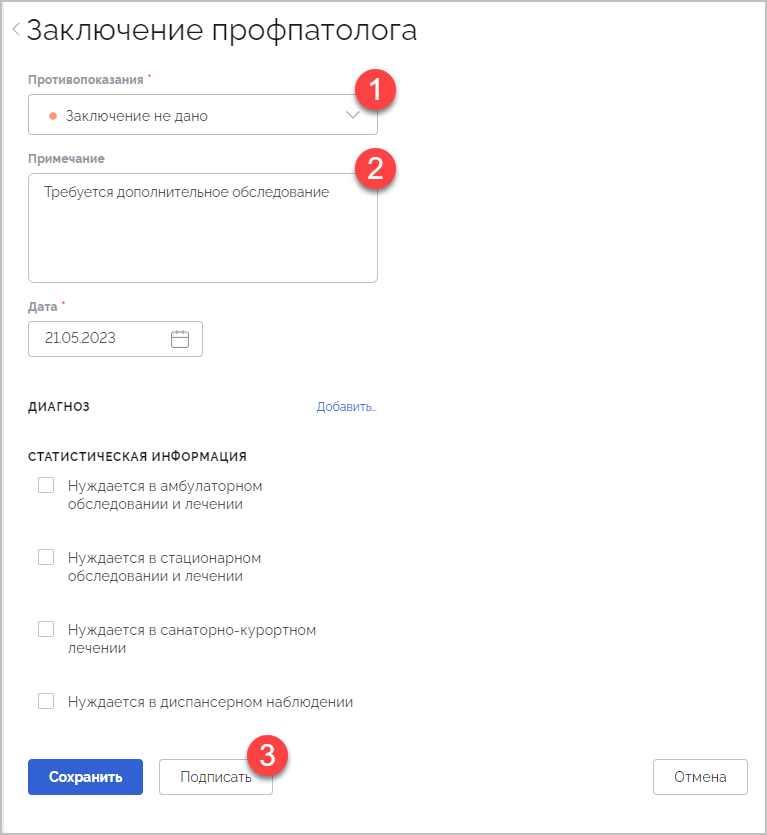 Заключение профпатолога
Противопоказания *
1
Заключение не дано
Примечание
2
Требуется дополнительное обследование
Дата *
21.05.2023
ДИАГНОЗ Добавить...
СТАТИСТИЧЕСКАЯ ИНФОРМАЦИЯ
Нуждается в амбулаторном
обследовании и лечении
Нуждается в стационарном
обследовании и лечении
Нуждается в санаторно-курортном
лечении
Нуждается в диспансерном наблюдении
3
Сохранить Подписать Отмена